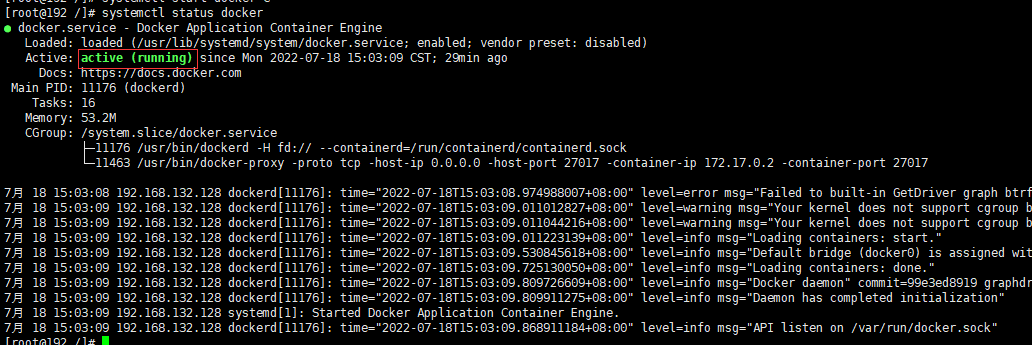 [root@192 /]# systemctl start docker
[root@192 /]# systemctl status docker
● docker.service - Docker Application Container Engine
Loaded: loaded (/usr/lib/systemd/system/docker.service; enabled; vendor preset: disabled)
Active: active (running) since Mon 2022-07-18 15:03:09 CST; 29min ago
Docs: https://docs.docker.com
Main PID: 11176 (dockerd)
Tasks: 16
Memory: 53.2M
CGroup: /system.slice/docker.service
├─11176 /usr/bin/dockerd -H fd:// --containerd=/run/containerd/containerd.sock
└─11463 /usr/bin/docker-proxy -proto tcp -host-ip 0.0.0.0 -host-port 27017 -container-ip 172.17.0.2 -container-port 27017
7月 18 15:03:08 192.168.132.128 dockerd[11176]: time="2022-07-18T15:03:08.974988007+08:00" level=error msg="Failed to built-in GetDriver graph btrf
7月 18 15:03:09 192.168.132.128 dockerd[11176]: time="2022-07-18T15:03:09.011012827+08:00" level=warning msg="Your kernel does not support cgroup b
7月 18 15:03:09 192.168.132.128 dockerd[11176]: time="2022-07-18T15:03:09.011044216+08:00" level=warning msg="Your kernel does not support cgroup b
7月 18 15:03:09 192.168.132.128 dockerd[11176]: time="2022-07-18T15:03:09.011223139+08:00" level=info msg="Loading containers: start."
7月 18 15:03:09 192.168.132.128 dockerd[11176]: time="2022-07-18T15:03:09.530845618+08:00" level=info msg="Default bridge (docker0) is assigned wit
7月 18 15:03:09 192.168.132.128 dockerd[11176]: time="2022-07-18T15:03:09.725130050+08:00" level=info msg="Loading containers: done."
7月 18 15:03:09 192.168.132.128 dockerd[11176]: time="2022-07-18T15:03:09.809726609+08:00" level=info msg="Docker daemon" commit=99e3ed8919 graphdr
7月 18 15:03:09 192.168.132.128 dockerd[11176]: time="2022-07-18T15:03:09.809911275+08:00" level=info msg="Daemon has completed initialization"
7月 18 15:03:09 192.168.132.128 systemd[1]: Started Docker Application Container Engine.
7月 18 15:03:09 192.168.132.128 dockerd[11176]: time="2022-07-18T15:03:09.868911184+08:00" level=info msg="API listen on /var/run/docker.sock"
[root@192 /]#